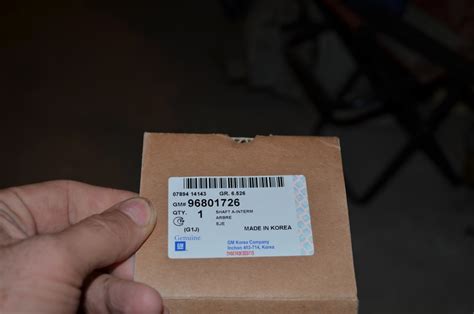 07894 14143 GR. 6.526
GM# 96801726
QTY. 1 SHAFT A-INTERM
ARBRE
EJE
(G1J) MADE IN KOREA
Genuine
GM
GM Korea Company
Incheon 403-714, Korea